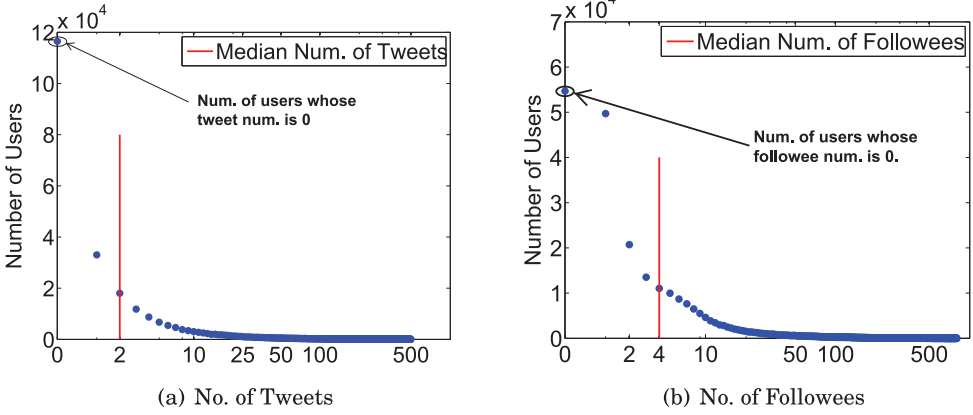 12 x 10⁴
Median Num. of Tweets
Num. of users whose
tweet num. is 0
Number of Users
10
8
6
4
2
0
0 2 10 25 50 100 500
(a) No. of Tweets
7 x 10⁴
Median Num. of Followees
Num. of users whose
followee num. is 0.
Number of Users
6
5
4
3
2
1
0
0 2 4 10 50 100 500
(b) No. of Followees